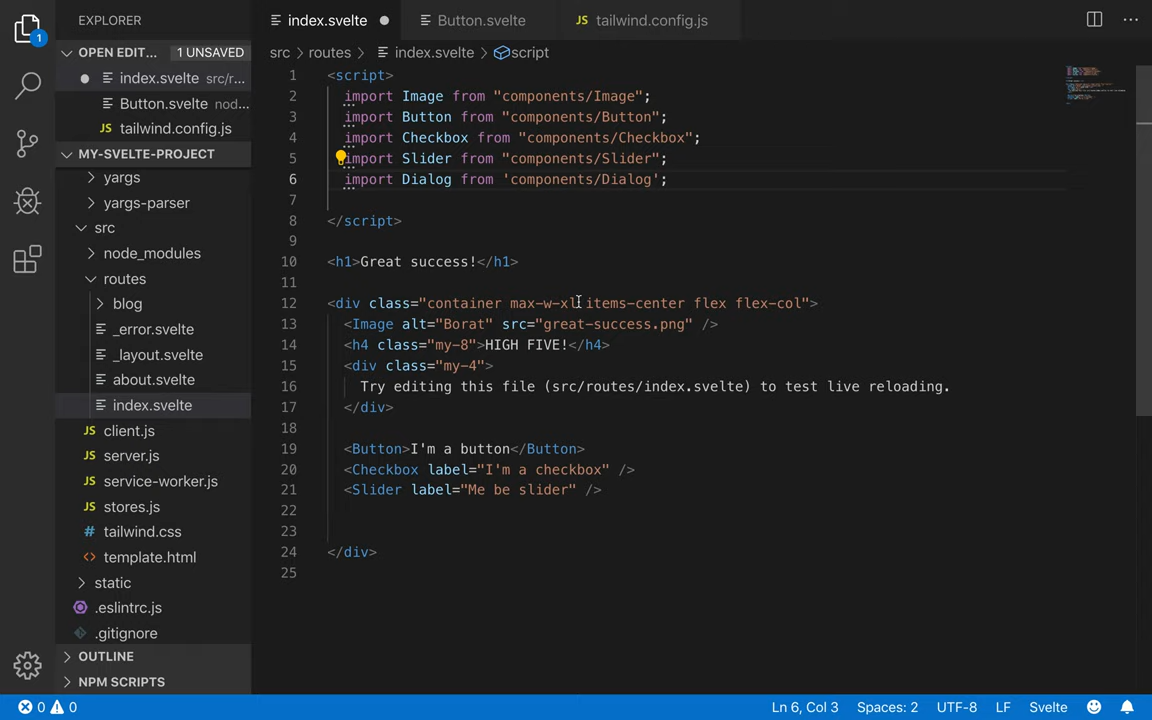 EXPLORER
index.svelte
Button.svelte
JS tailwind.config.js
1
OPEN EDIT... 1 UNSAVED
index.svelte src/r...
Button.svelte nod...
JS tailwind.config.js
MY-SVELTE-PROJECT
yargs
yargs-parser
src
node_modules
routes
blog
_error.svelte
_layout.svelte
about.svelte
index.svelte
JS client.js
JS server.js
JS service-worker.js
JS stores.js
# tailwind.css
<> template.html
static
.eslintrc.js
.gitignore
OUTLINE
NPM SCRIPTS
src > routes > index.svelte > script
1 <script>
2 import Image from "components/Image";
3 import Button from "components/Button";
4 import Checkbox from "components/Checkbox";
5 import Slider from "components/Slider";
6 import Dialog from 'components/Dialog';
7
8 </script>
9
10 <h1>Great success!</h1>
11
12 <div class="container max-w-xl items-center flex flex-col">
13 <Image alt="Borat" src="great-success.png" />
14 <h4 class="my-8">HIGH FIVE!</h4>
15 <div class="my-4">
16 Try editing this file (src/routes/index.svelte) to test live reloading.
17 </div>
18
19 <Button>I'm a button</Button>
20 <Checkbox label="I'm a checkbox" />
21 <Slider label="Me be slider" />
22
23
24 </div>
25
0 0 Ln 6, Col 3 Spaces: 2 UTF-8 LF Svelte